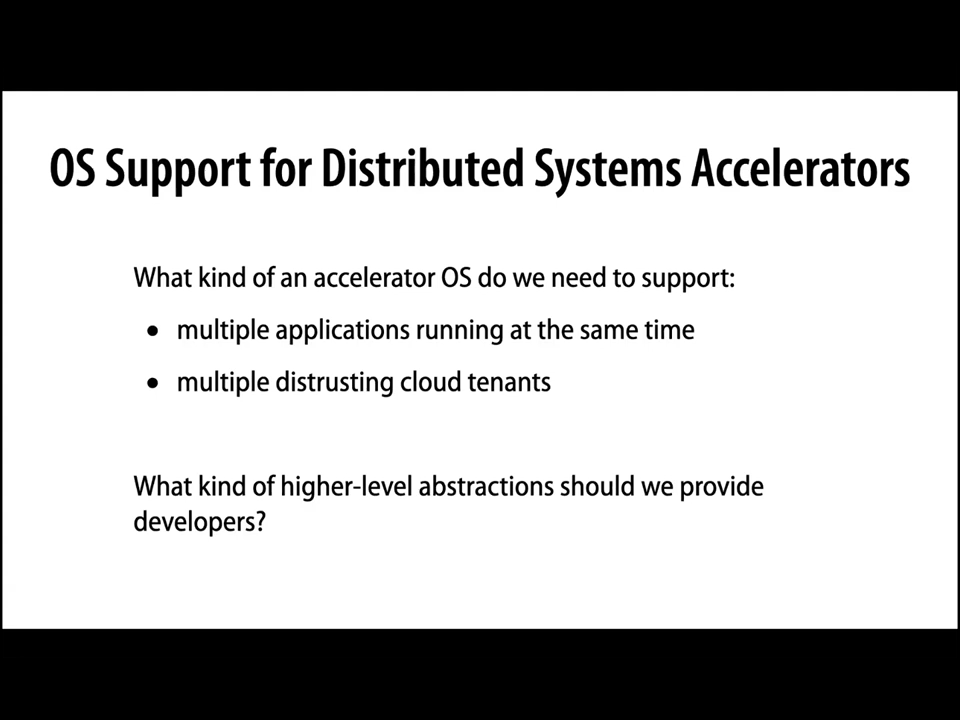 OS Support for Distributed Systems Accelerators
What kind of an accelerator OS do we need to support:
• multiple applications running at the same time
• multiple distrusting cloud tenants
What kind of higher-level abstractions should we provide
developers?